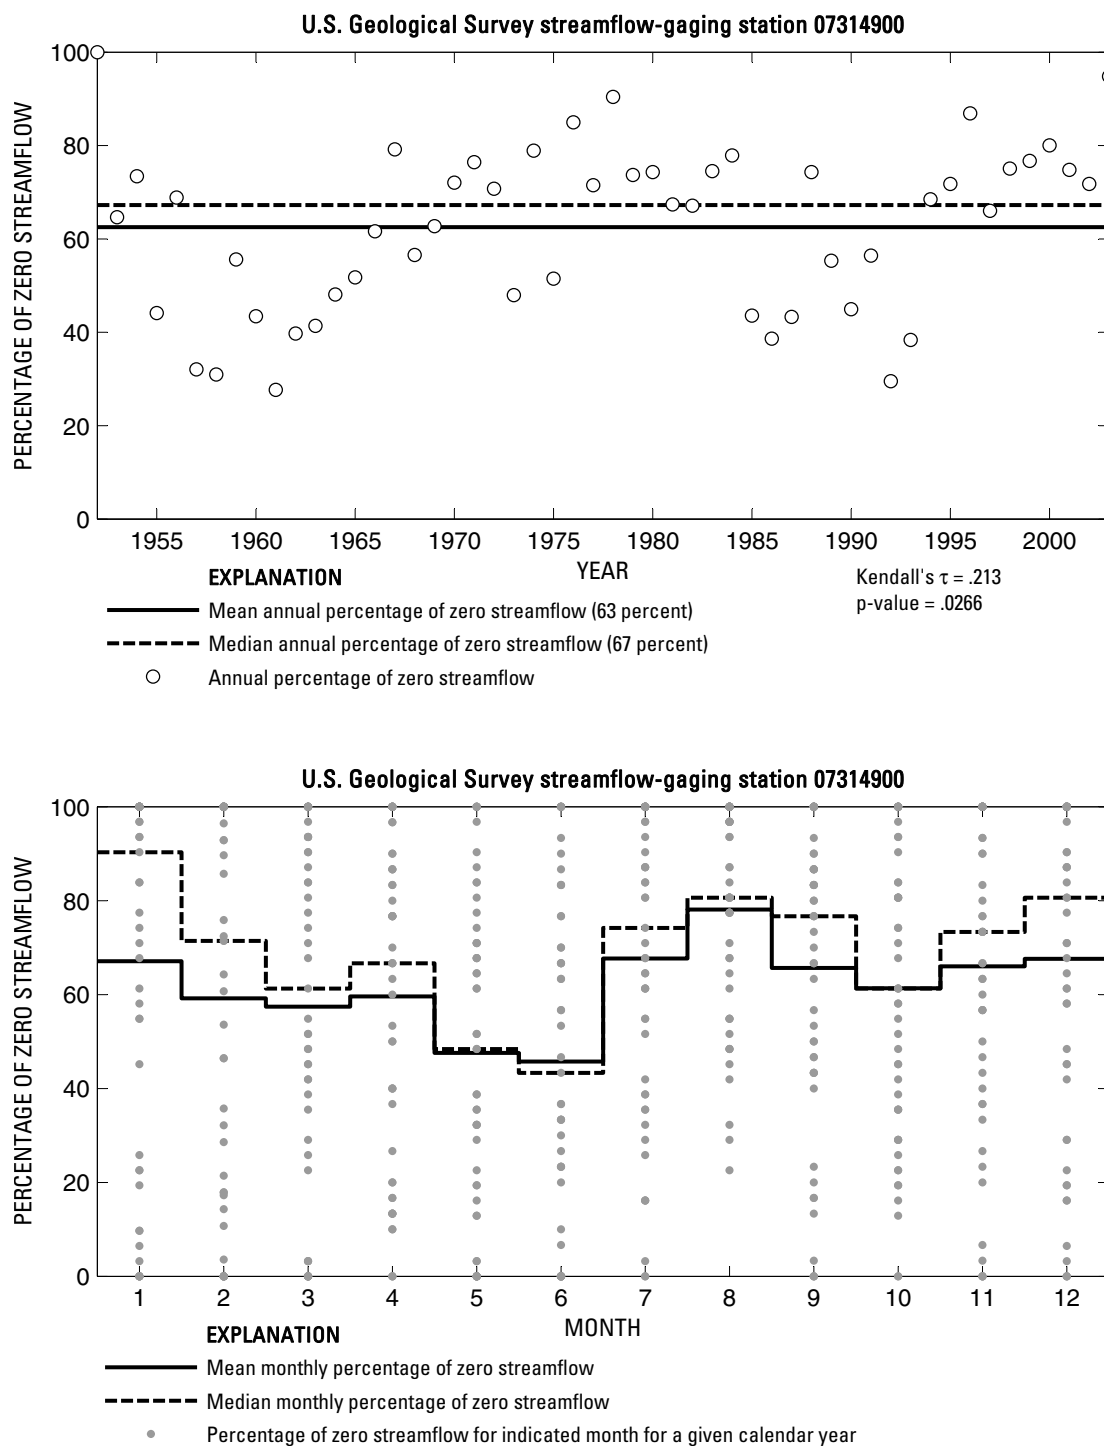 U.S. Geological Survey streamflow-gaging station 07314900
PERCENTAGE OF ZERO STREAMFLOW
100
80
60
40
20
0
1955 1960 1965 1970 1975 1980 1985 1990 1995 2000
YEAR
EXPLANATION
Mean annual percentage of zero streamflow (63 percent)
Median annual percentage of zero streamflow (67 percent)
Annual percentage of zero streamflow
Kendall's τ = .213
p-value = .0266
U.S. Geological Survey streamflow-gaging station 07314900
PERCENTAGE OF ZERO STREAMFLOW
100
80
60
40
20
0
1 2 3 4 5 6 7 8 9 10 11 12
MONTH
EXPLANATION
Mean monthly percentage of zero streamflow
Median monthly percentage of zero streamflow
Percentage of zero streamflow for indicated month for a given calendar year